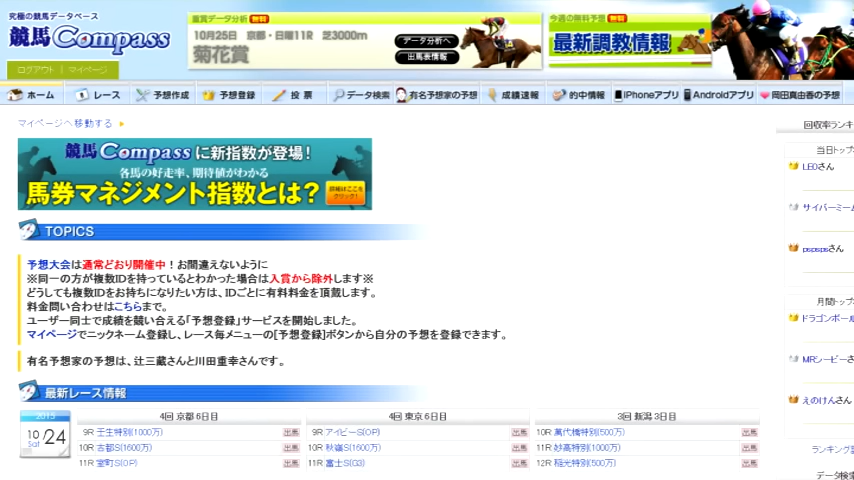 究極の競馬データベース
競馬Compass
重賞データ分析 無料
10月25日 京都・日曜11R 芝3000m
菊花賞
データ分析へ
出馬表情報
今週の無料予想 無料
最新調教情報
ログアウト | マイページ
ホーム レース 予想作成 予想登録 投 票 データ検索 有名予想家の予想 成績速報 的中情報 iPhoneアプリ Androidアプリ 岡田真由香の予想
マイページへ移動する
競馬Compassに新指数が登場!
各馬の好走率、期待値がわかる
馬券マネジメント指数とは?
詳細はここを
クリック!
TOPICS
予想大会は通常どおり開催中!お間違えないように
※同一の方が複数IDを持っているとわかった場合は入賞から除外します※
どうしても複数IDをお持ちになりたい方は、IDごとに有料料金を頂戴します。
料金問い合わせはこちらまで。
ユーザー同士で成績を競い合える「予想登録」サービスを開始しました。
マイページでニックネーム登録し、レース毎メニューの[予想登録]ボタンから自分の予想を登録できます。
有名予想家の予想は、辻三蔵さんと川田重幸さんです。
最新レース情報
2015
10/24
Sat
4回 京都 6日目
9R 壬生特別(1000万) 出馬
10R 古都S(1600万) 出馬
11R 室町S(OP) 出馬
4回 東京 6日目
9R アイビーS(OP) 出馬
10R 秋嶺S(1600万) 出馬
11R 富士S(G3) 出馬
3回 新潟 3日目
10R 萬代橋特別(500万) 出馬
11R 妙高特別(1000万) 出馬
12R 稲光特別(500万) 出馬
回収率ランキ
当日トップ
LEOさん
サイバーミーム
pspspsさん
月間トップ
ドラゴンボール
MRシービーさ
えのけんさん
ランキング
データ検索